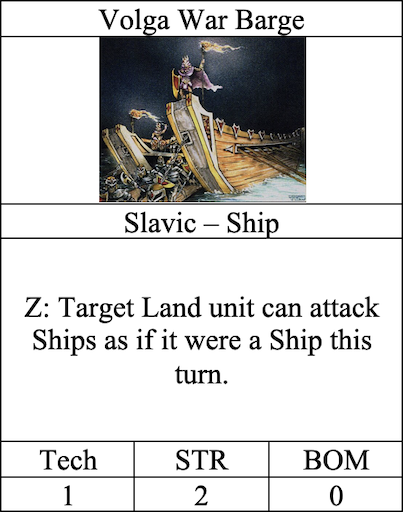 Volga War Barge
Slavic – Ship
Z: Target Land unit can attack
Ships as if it were a Ship this
turn.
Tech STR BOM
1 2 0